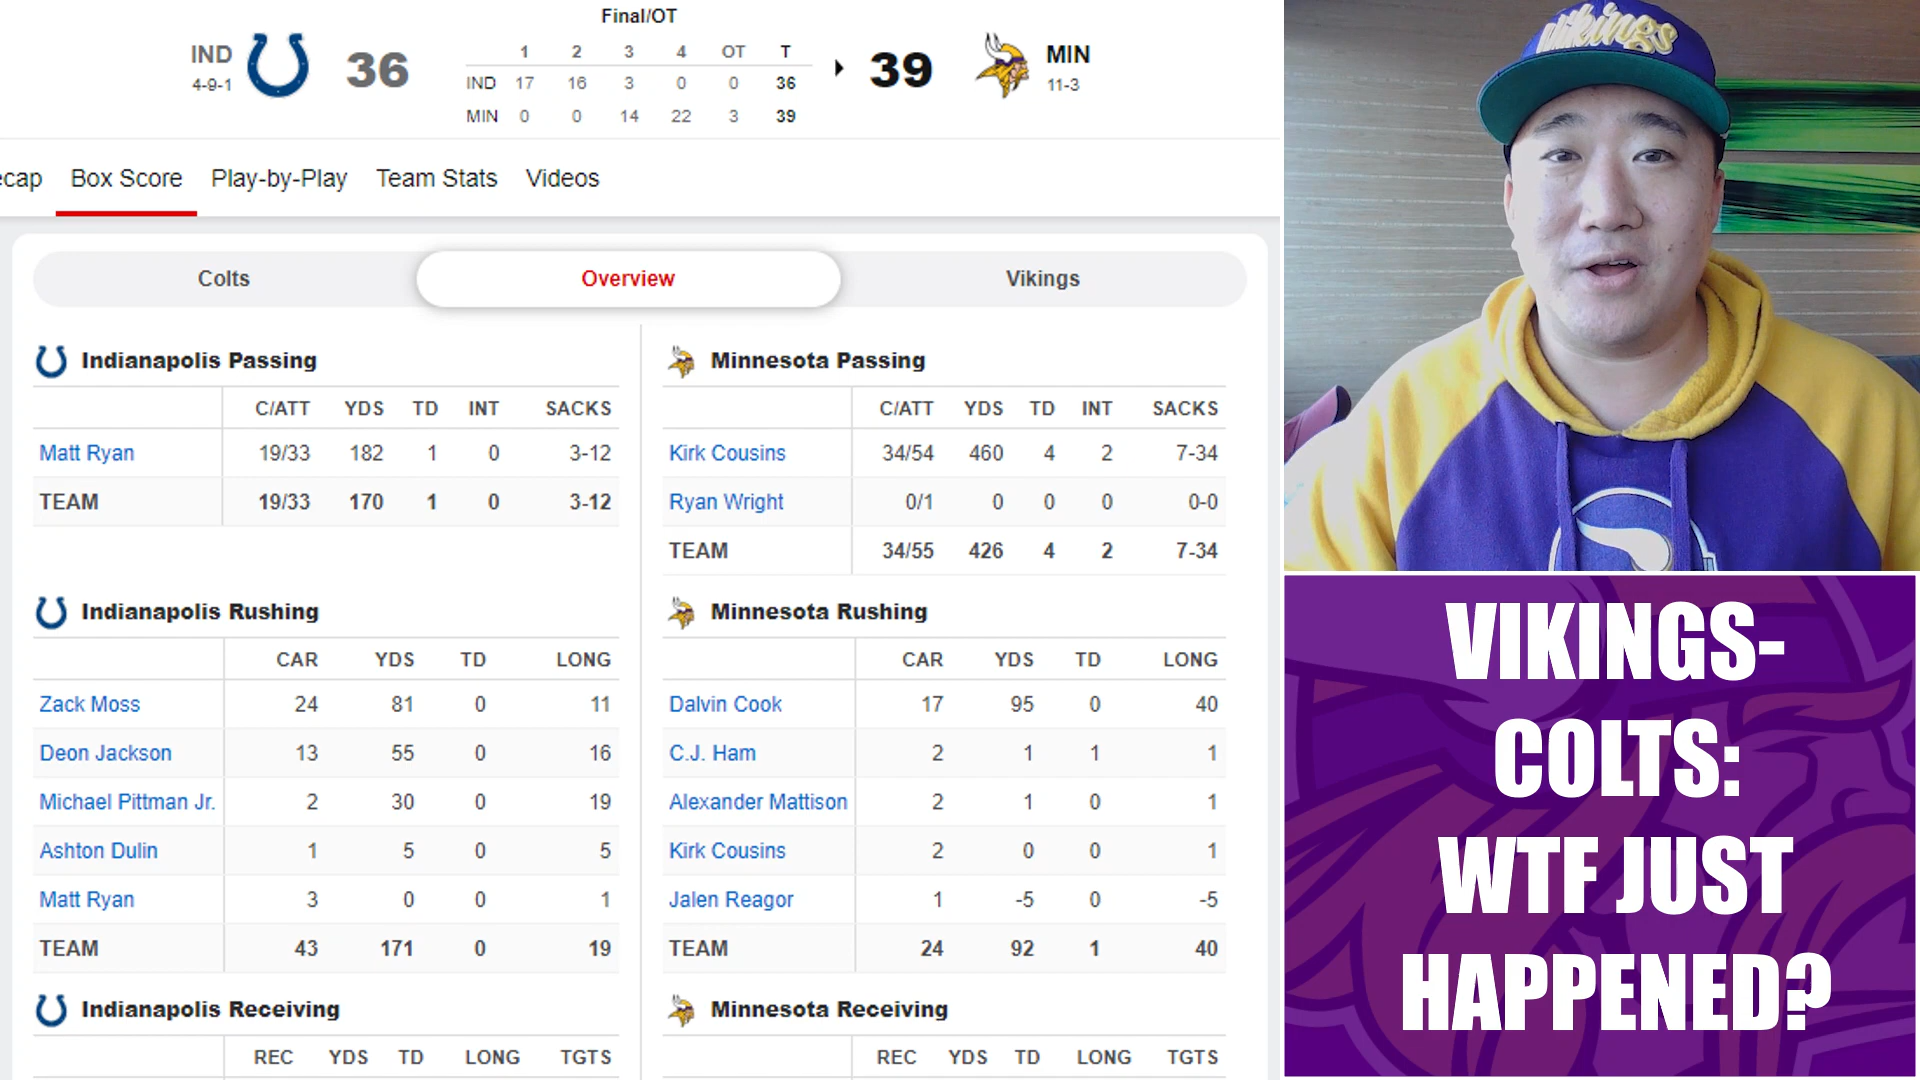 Final/OT
IND
4-9-1
36
1 2 3 4 OT T
IND 17 16 3 0 0 36
MIN 0 0 14 22 3 39
39
MIN
11-3
ecap Box Score Play-by-Play Team Stats Videos
Colts Overview Vikings
Indianapolis Passing
C/ATT YDS TD INT SACKS
Matt Ryan 19/33 182 1 0 3-12
TEAM 19/33 170 1 0 3-12
Minnesota Passing
C/ATT YDS TD INT SACKS
Kirk Cousins 34/54 460 4 2 7-34
Ryan Wright 0/1 0 0 0 0-0
TEAM 34/55 426 4 2 7-34
Indianapolis Rushing
CAR YDS TD LONG
Zack Moss 24 81 0 11
Deon Jackson 13 55 0 16
Michael Pittman Jr. 2 30 0 19
Ashton Dulin 1 5 0 5
Matt Ryan 3 0 0 1
TEAM 43 171 0 19
Minnesota Rushing
CAR YDS TD LONG
Dalvin Cook 17 95 0 40
C.J. Ham 2 1 1 1
Alexander Mattison 2 1 0 1
Kirk Cousins 2 0 0 1
Jalen Reagor 1 -5 0 -5
TEAM 24 92 1 40
Indianapolis Receiving
REC YDS TD LONG TGTS
Minnesota Receiving
REC YDS TD LONG TGTS
Vikings
VIKINGS-
COLTS:
WTF JUST
HAPPENED?